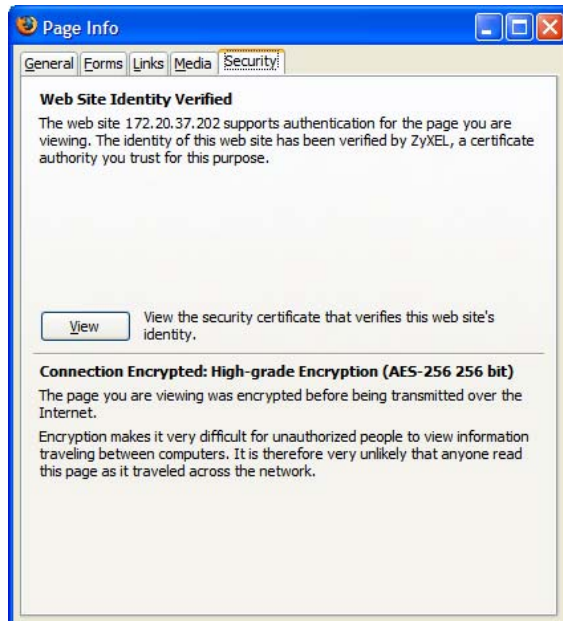 Page Info
General Forms Links Media Security
Web Site Identity Verified
The web site 172.20.37.202 supports authentication for the page you are
viewing. The identity of this web site has been verified by ZyXEL, a certificate
authority you trust for this purpose.
View
View the security certificate that verifies this web site's
identity.
Connection Encrypted: High-grade Encryption (AES-256 256 bit)
The page you are viewing was encrypted before being transmitted over the
Internet.
Encryption makes it very difficult for unauthorized people to view information
traveling between computers. It is therefore very unlikely that anyone read
this page as it traveled across the network.